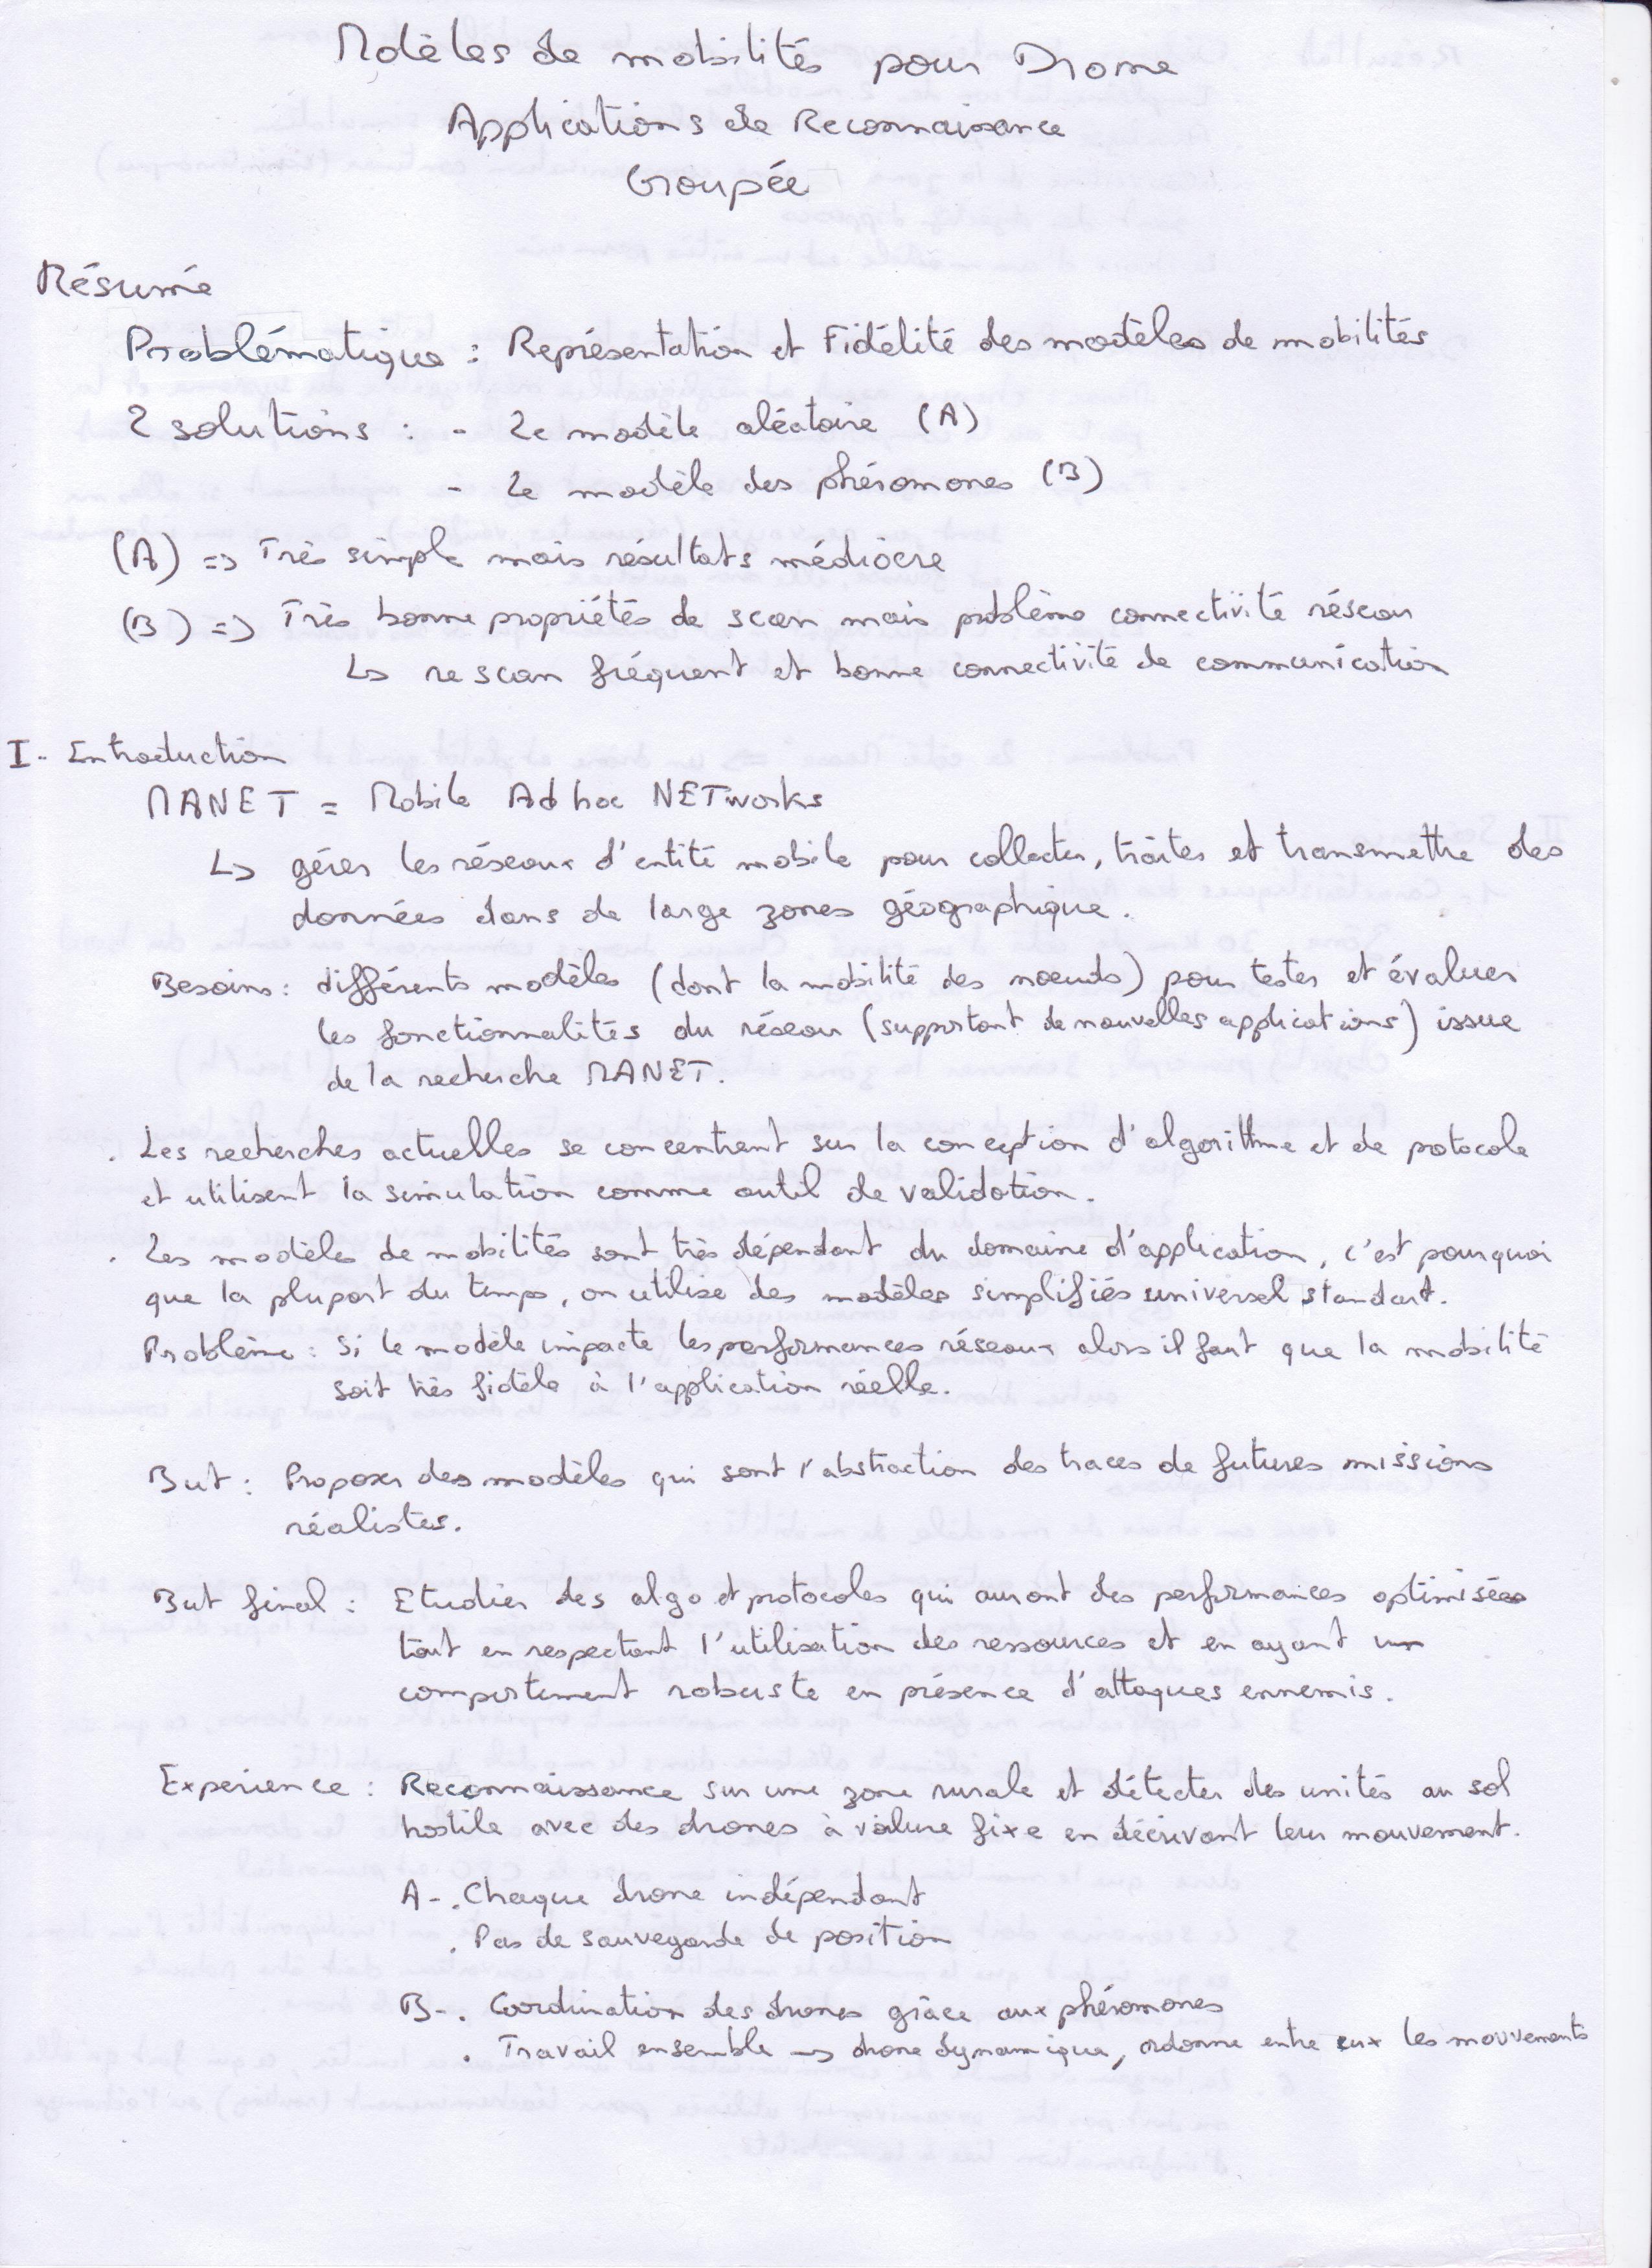 Modèles de mobilités pour Drone
Applications de Reconnaissance
Groupée
Résumé
Problématique : Représentation et Fidélité des modèles de mobilités
2 solutions : - Le modèle aléatoire (A)
- Le modèle des phéromones (B)
(A) => Très simple mais résultats médiocre
(B) => Très bonne propriétés de scan mais problème connectivité réseau
↳ re scan fréquent et bonne connectivité de communication
I- Introduction
MANET = Mobile Ad hoc NETworks
↳ gérer les réseaux d'entité mobile pour collecter, traiter et transmettre des
données dans de large zones géographique.
Besoins : différents modèles (dont la mobilité des noeuds) pour tester et évaluer
les fonctionnalités du réseau (supportant de nouvelles applications) issue
de la recherche MANET.
. Les recherches actuelles se concentrent sur la conception d'algorithme et de protocole
et utilisent la simulation comme outil de validation.
. Les modèles de mobilités sont très dépendant du domaine d'application, c'est pourquoi
que la plupart du temps, on utilise des modèles simplifiés universel standart.
Problème : Si le modèle impacte les performances réseaux alors il faut que la mobilité
soit très fidèle à l'application réelle.
But : Proposer des modèles qui sont l'abstraction des traces de futures missions
réalistes.
But final : Etudier des algo et protocoles qui auront des performances optimisées
tout en respectant l'utilisation des ressources et en ayant un
comportement robuste en présence d'attaques ennemis.
Experience : Reconnaissance sur une zone rurale et détecter des unités au sol
hostile avec des drones à voilure fixe en décrivant leur mouvement.
A - . Chaque drone indépendant
. Pas de sauvegarde de position
B - . Coordination des drones grâce aux phéromones
. Travail ensemble → drone dynamique, ordonne entre eux les mouvements